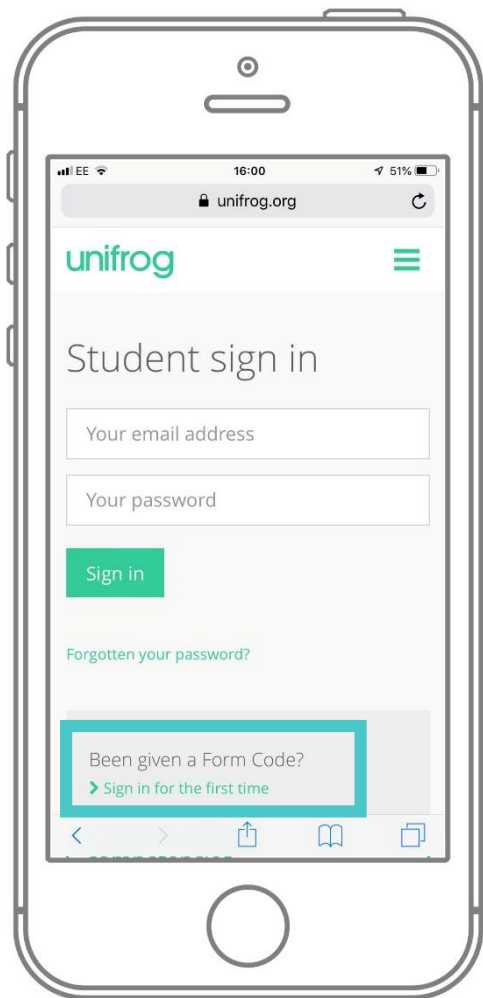 EE 16:00 51%
unifrog.org
unifrog
Student sign in
Your email address
Your password
Sign in
Forgotten your password?
Been given a Form Code?
Sign in for the first time